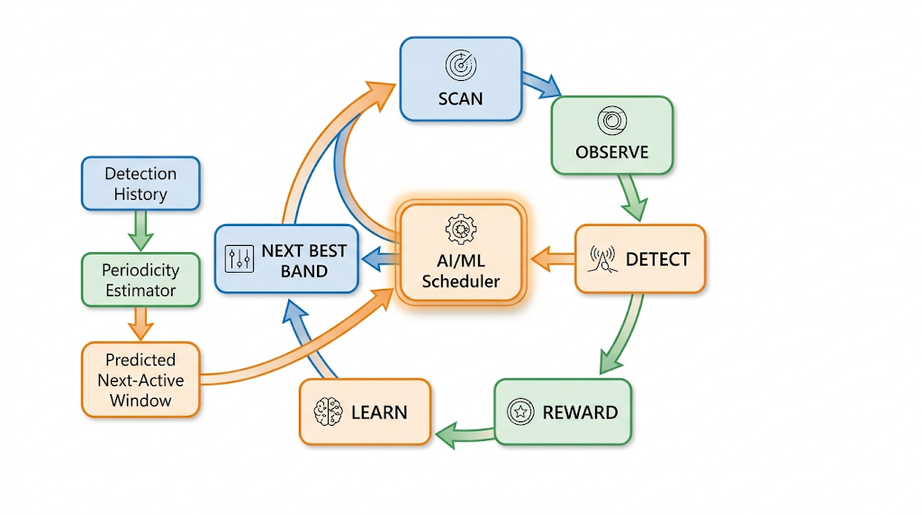 SCAN
OBSERVE
Detection
History
NEXT BEST
BAND
AI/ML
Scheduler
DETECT
Periodicity
Estimator
Predicted
Next-Active
Window
LEARN
REWARD